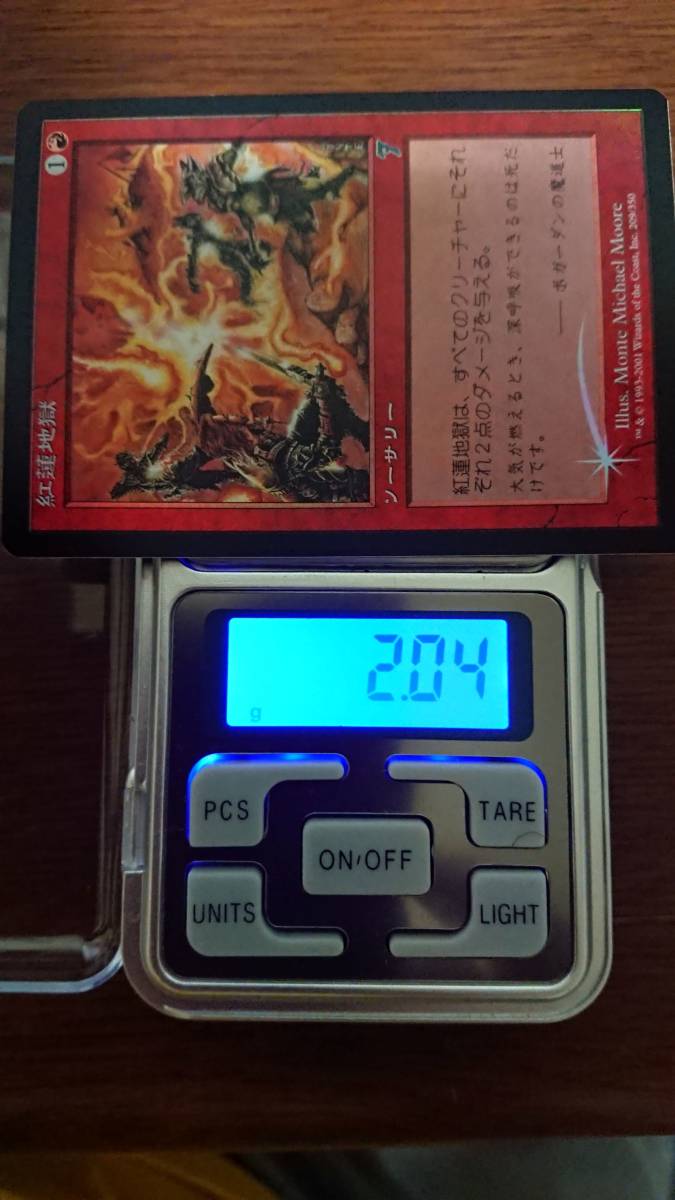 紅蓮地獄
1
ソーサリー
7
紅蓮地獄は、すべてのクリーチャーにそれ
ぞれ2点のダメージを与える。
大気が燃えるとき、深呼吸ができるのは死だ
けです。
── ボガーダンの魔道士
Illus. Monte Michael Moore
™ & © 1993-2001 Wizards of the Coast, Inc. 209/350
2.04
g
PCS
TARE
ON/OFF
UNITS
LIGHT